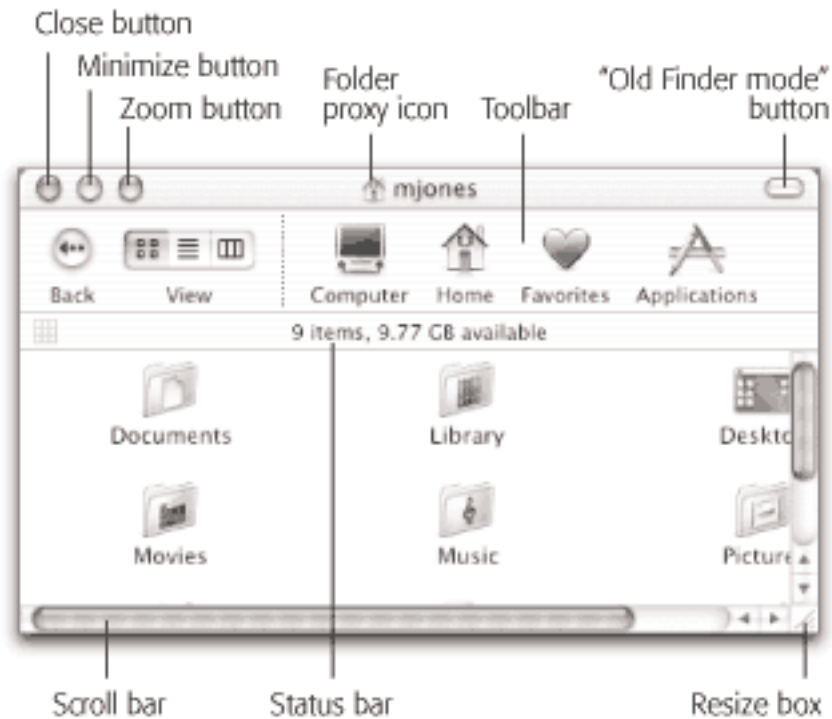 Close button
Minimize button
Zoom button
Folder
proxy icon
Toolbar
"Old Finder mode"
button
mjones
Back
View
Computer
Home
Favorites
Applications
9 items, 9.77 GB available
Documents
Library
Deskto
Movies
Music
Picture
Scroll bar
Status bar
Resize box